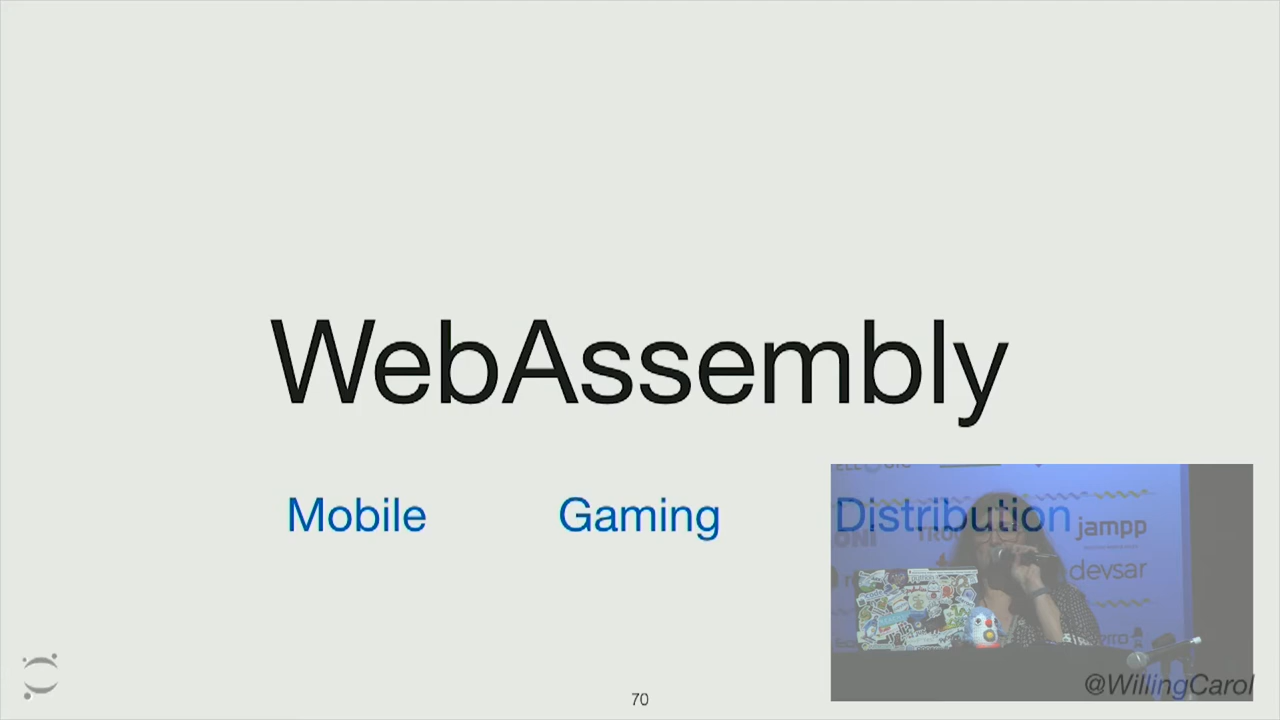 WebAssembly
Mobile Gaming Distribution
jampp
devsar
70
@WillingCarol